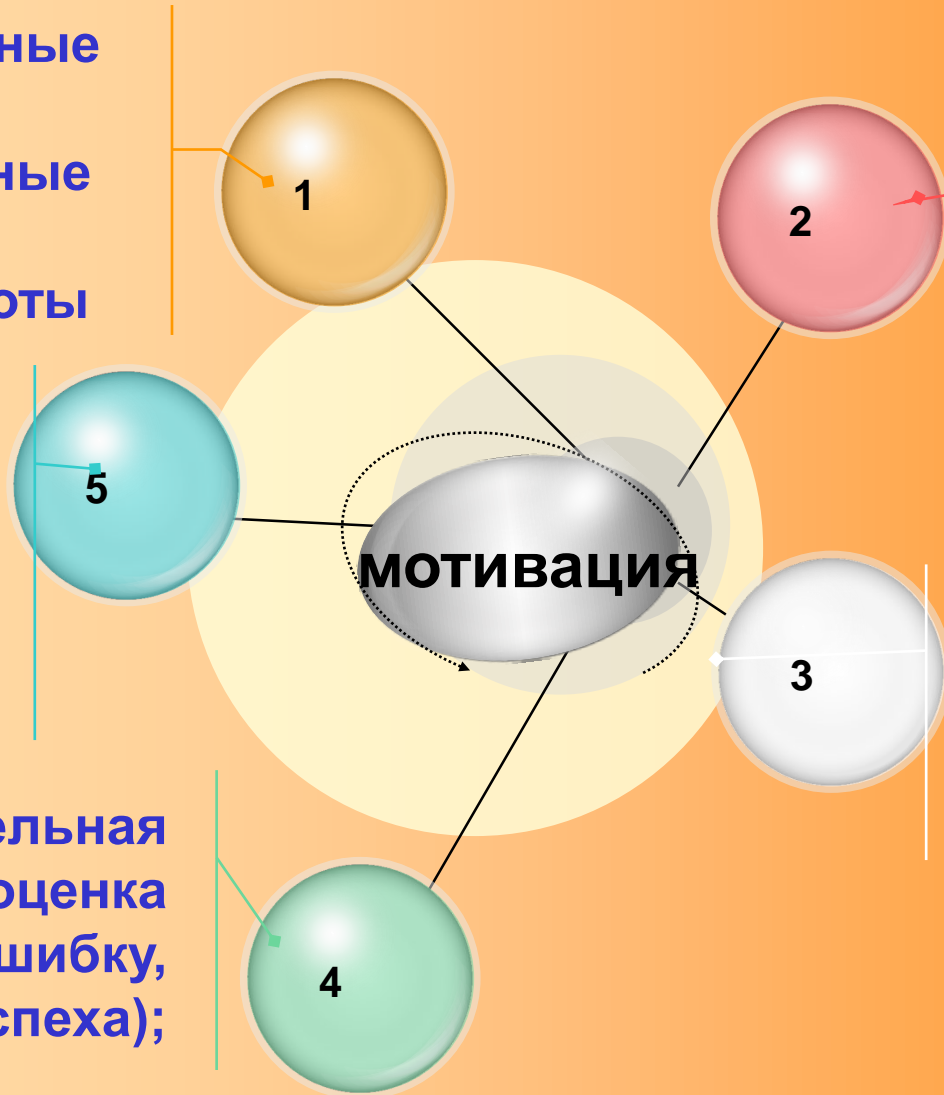 ные
1
ные
2
оты
5
мотивация
3
ельная
оценка
шибку,
4
спеха);